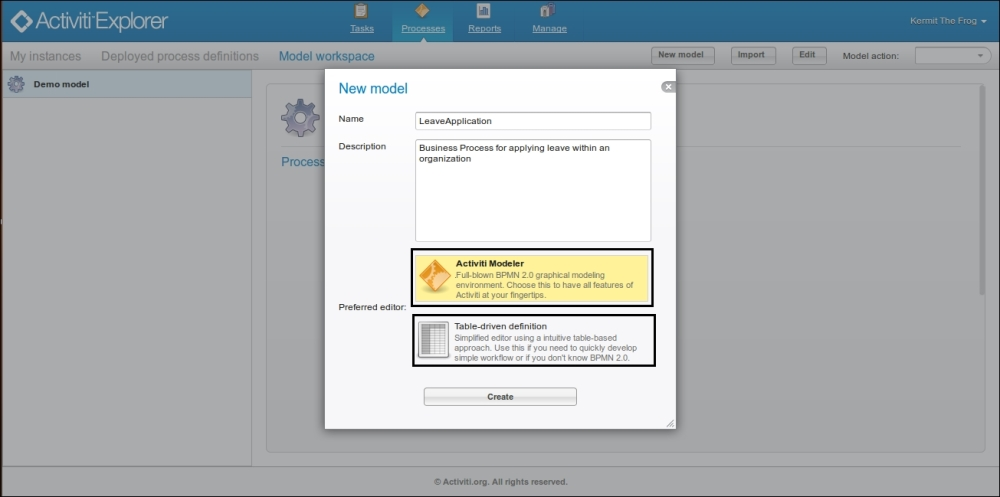 Activiti Explorer
Tasks
Processes
Reports
Manage
Kermit The Frog
My instances
Deployed process definitions
Model workspace
New model
Import
Edit
Model action:
Demo model
New model
Name
LeaveApplication
Description
Business Process for applying leave within an
organization
Process
Activiti Modeler
Full-blown BPMN 2.0 graphical modeling
environment. Choose this to have all features of
Activiti at your fingertips.
Preferred editor:
Table-driven definition
Simplified editor using a intuitive table-based
approach. Use this if you need to quickly develop
simple workflow or if you don't know BPMN 2.0.
Create
© Activiti.org. All rights reserved.